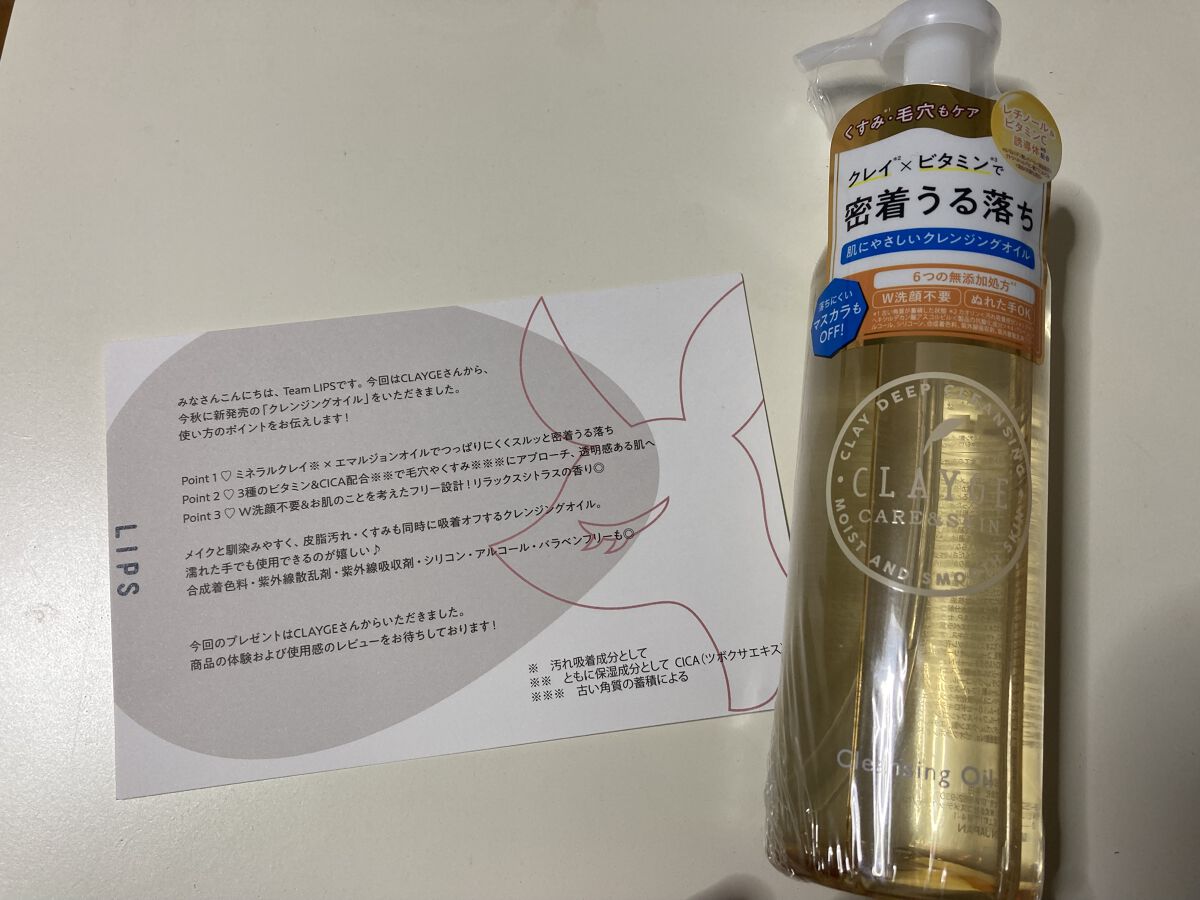 みなさんこんにちは、Team LIPSです。今回はCLAYGEさんから、
今秋に新発売の「クレンジングオイル」をいただきました。
使い方のポイントをお伝えします!
Point 1 ♡ ミネラルクレイ※ × エマルジョンオイルでつっぱりにくくスルッと密着うる落ち
Point 2 ♡ 3種のビタミン&CICA配合※※で毛穴やくすみ※※※にアプローチ、透明感ある肌へ
Point 3 ♡ W洗顔不要&お肌のことを考えたフリー設計!リラックスシトラスの香り◎
メイクと馴染みやすく、皮脂汚れ・くすみも同時に吸着オフするクレンジングオイル。
濡れた手でも使用できるのが嬉しい♪
合成着色料・紫外線散乱剤・紫外線吸収剤・シリコン・アルコール・パラベンフリーも◎
今回のプレゼントはCLAYGEさんからいただきました。
商品の体験および使用感のレビューをお待ちしております!
※ 汚れ吸着成分として
※※ ともに保湿成分として CICA(ツボクサエキス)
※※※ 古い角質の蓄積による
LIPS
くすみ※1・毛穴もケア
レチノール&
ビタミンC
誘導体
配合
クレイ※2×ビタミン※3で
密着うる落ち
肌にやさしいクレンジングオイル
6つの無添加処方
W洗顔不要
ぬれた手OK
落ちにくい
マスカラも
OFF!
CLAY DEEP CLEANSING
CLAYGE
CARE&SKIN
MOIST AND SMOOTH SKIN
Cleansing Oil
JAPAN